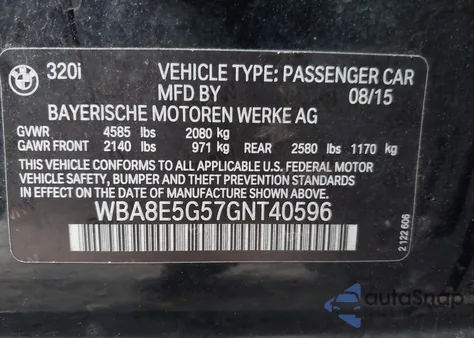 BMW
320i VEHICLE TYPE: PASSENGER CAR
MFD BY 08/15
BAYERISCHE MOTOREN WERKE AG
GVWR 4585 lbs 2080 kg
GAWR FRONT 2140 lbs 971 kg REAR 2580 lbs 1170 kg
THIS VEHICLE CONFORMS TO ALL APPLICABLE U.S. FEDERAL MOTOR
VEHICLE SAFETY, BUMPER, AND THEFT PREVENTION STANDARDS
IN EFFECT ON THE DATE OF MANUFACTURE SHOWN ABOVE.
WBA8E5G57GNT40596
2 122 606
autoSnap